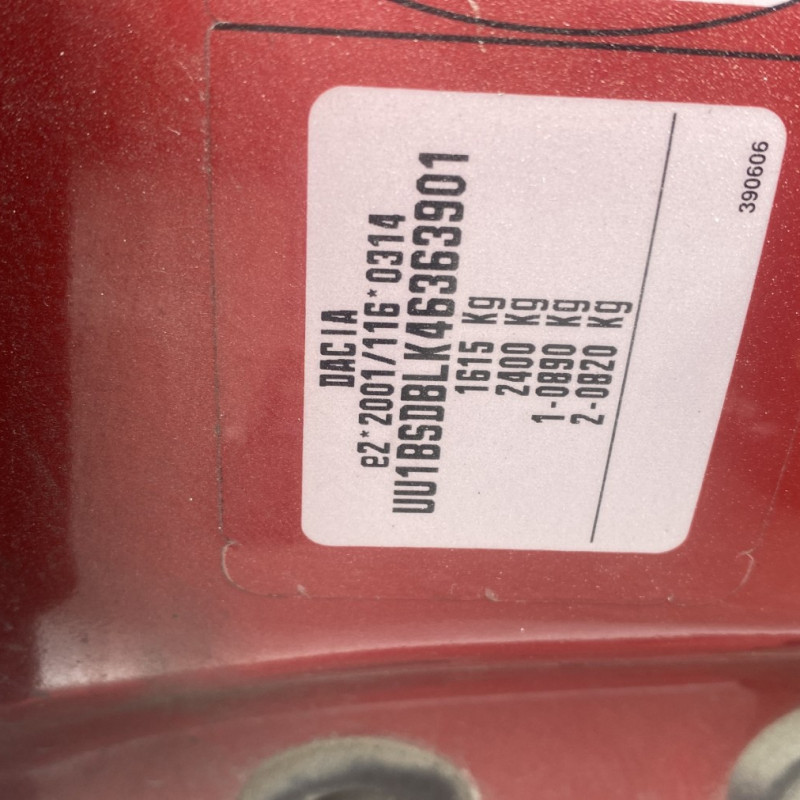 DACIA
e2*2001/116*0314
UU1BSDBLK46363901
1615 Kg
2400 Kg
1-0890 Kg
2-0820 Kg
390606